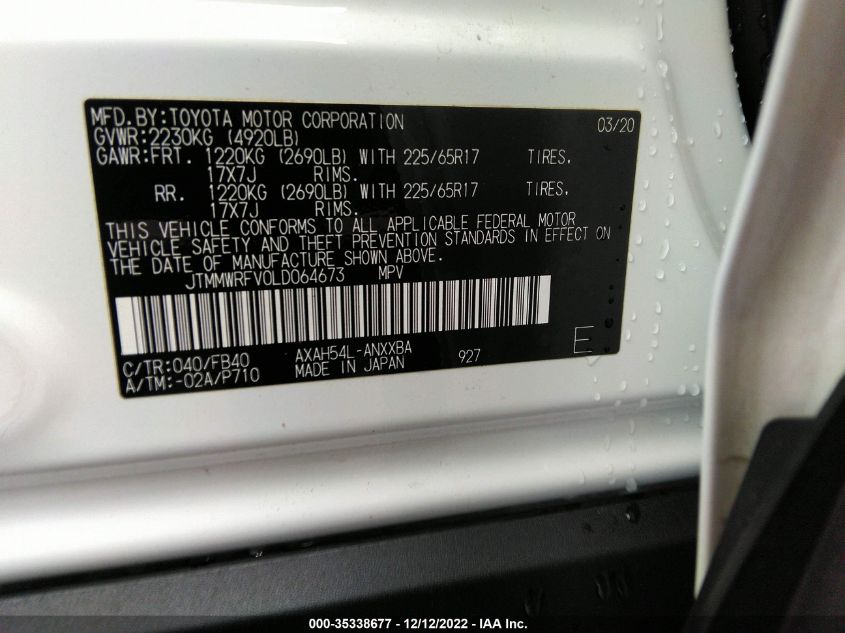 MFD.BY:TOYOTA MOTOR CORPORATION 03/20
GVWR:2230KG (4920LB)
GAWR:FRT. 1220KG (2690LB) WITH 225/65R17 TIRES.
17X7J RIMS.
RR. 1220KG (2690LB) WITH 225/65R17 TIRES.
17X7J RIMS.
THIS VEHICLE CONFORMS TO ALL APPLICABLE FEDERAL MOTOR
VEHICLE SAFETY AND THEFT PREVENTION STANDARDS IN EFFECT ON
THE DATE OF MANUFACTURE SHOWN ABOVE.
JTMMWRFV0LD064673 MPV
C/TR:040/FB40 AXAH54L-ANXXBA 927 E
A/TM:-02A/P710 MADE IN JAPAN
000-35338677 - 12/12/2022 - IAA Inc.